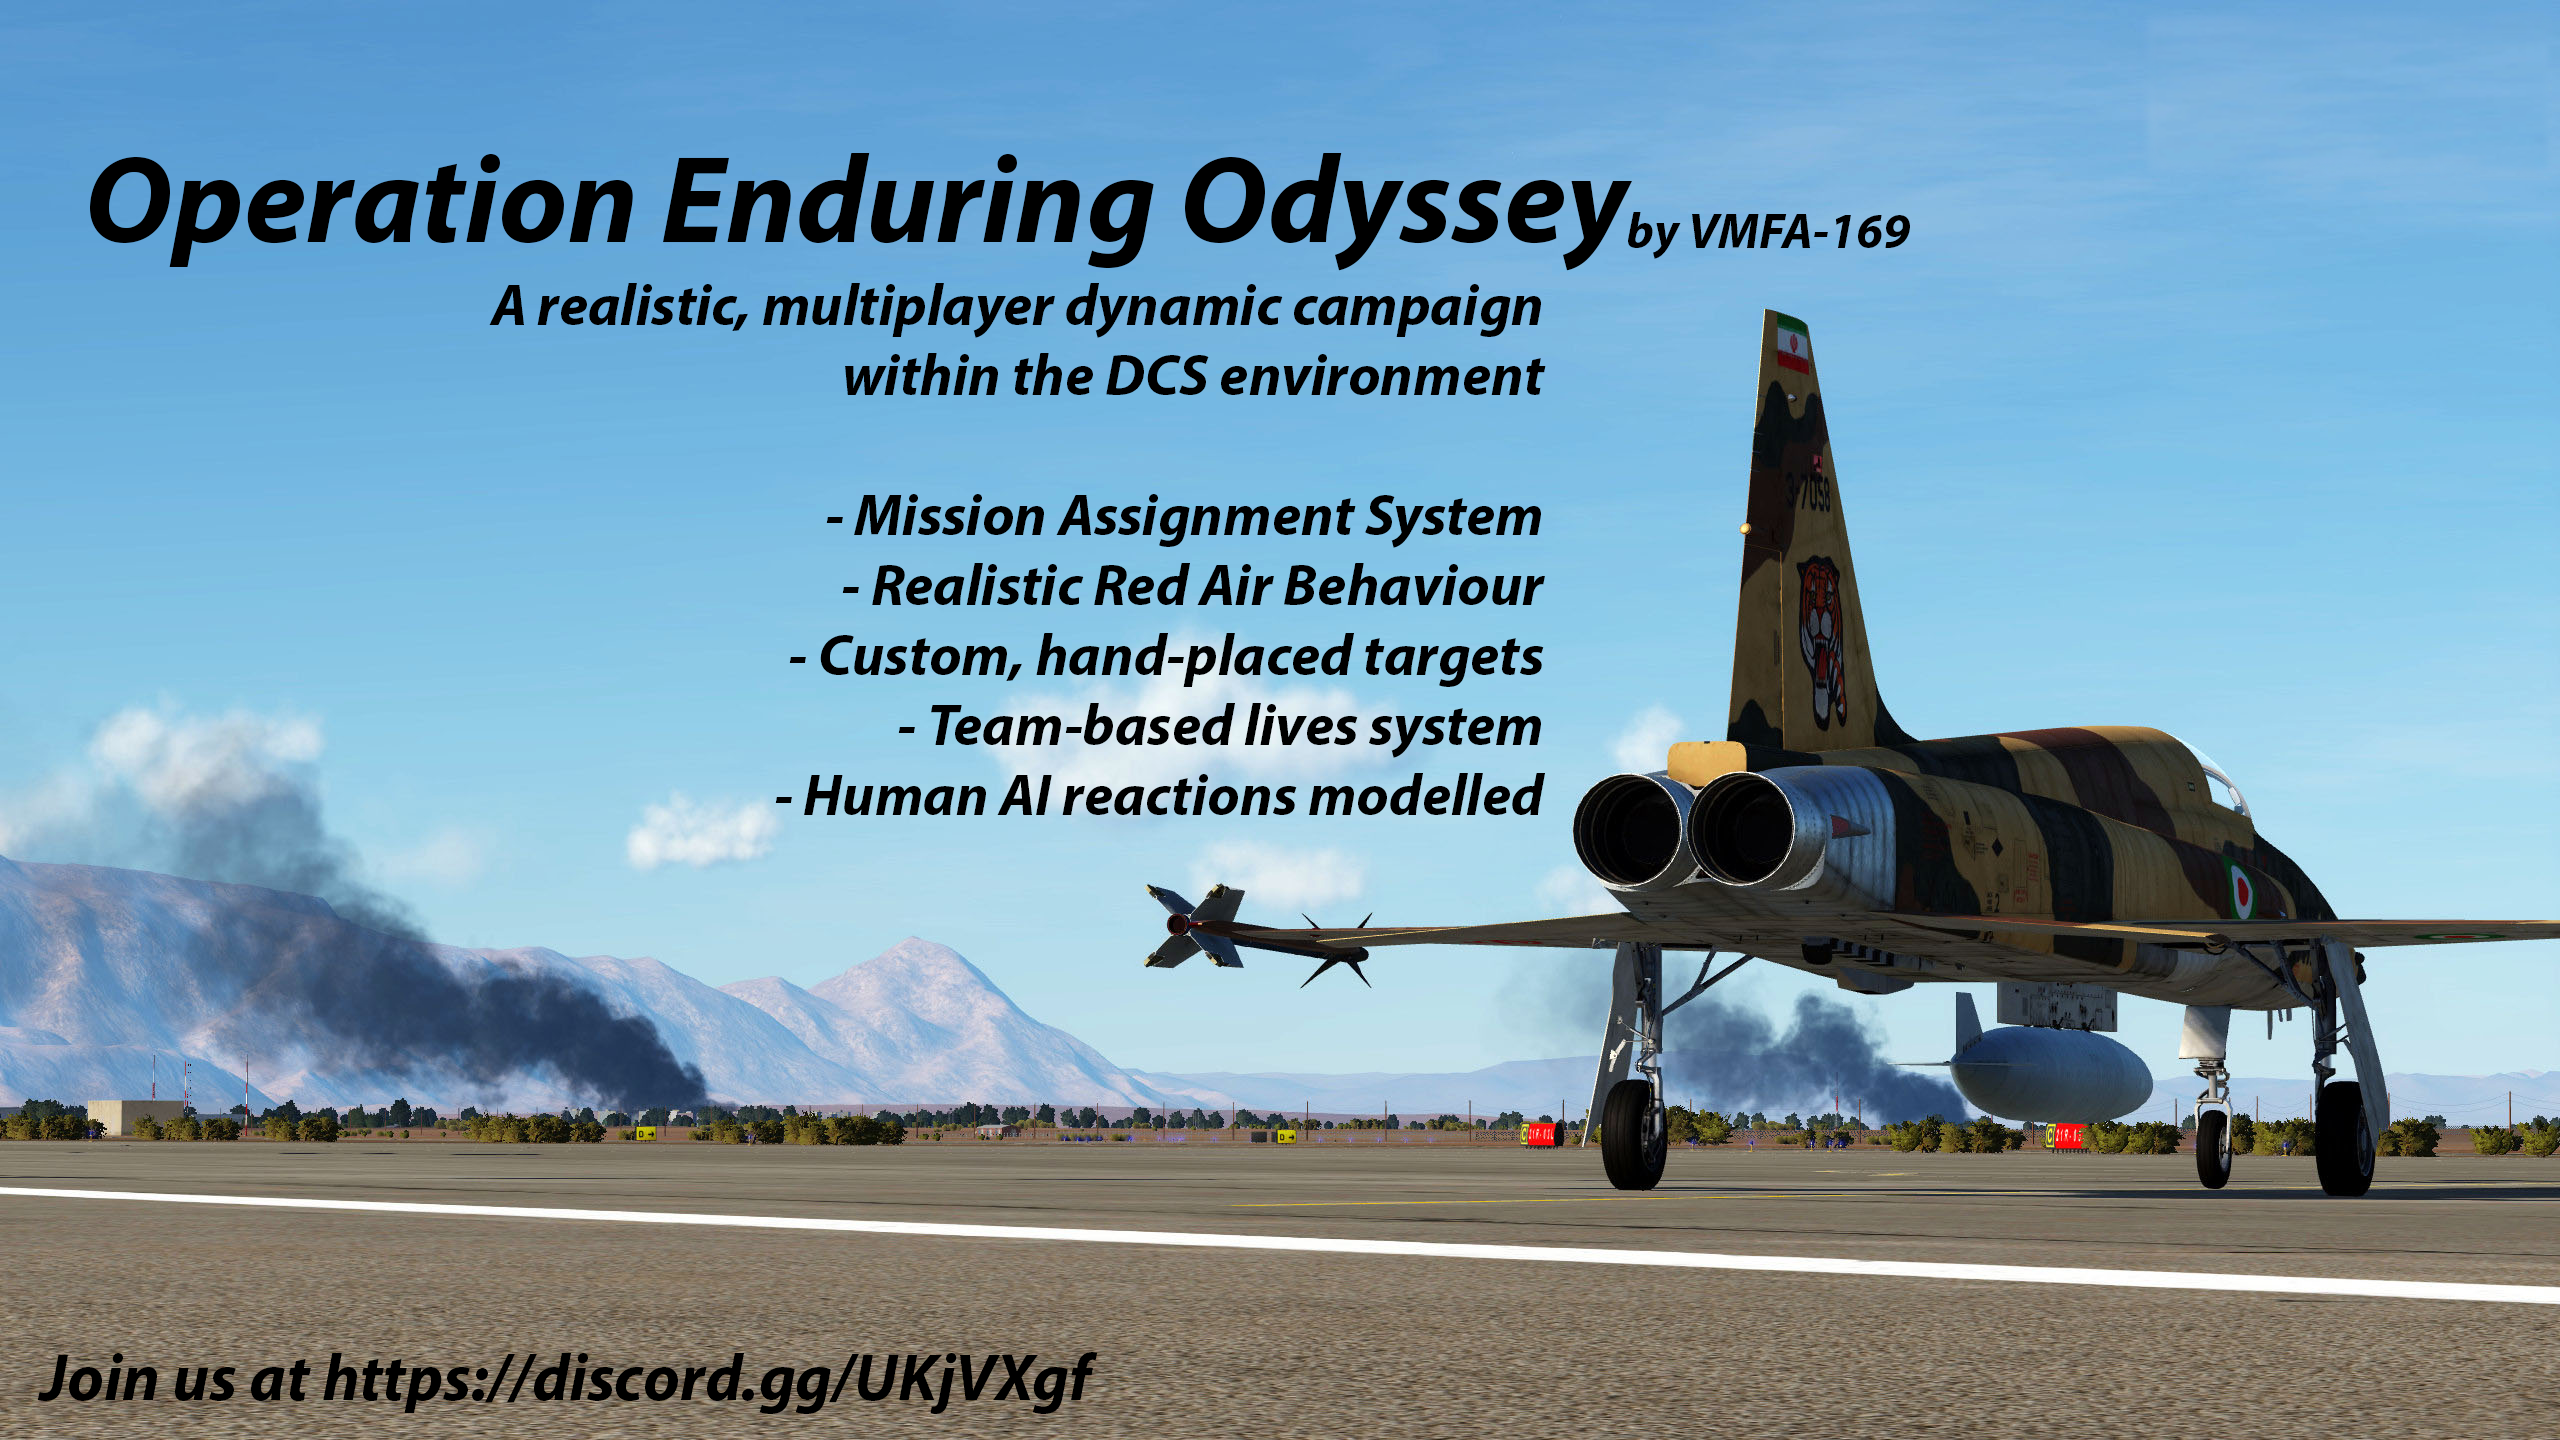 Operation Enduring Odyssey by VMFA-169
A realistic, multiplayer dynamic campaign
within the DCS environment
- Mission Assignment System
- Realistic Red Air Behaviour
- Custom, hand-placed targets
- Team-based lives system
- Human AI reactions modelled
3-7058
D→
D→
Join us at https://discord.gg/UKjVXgf